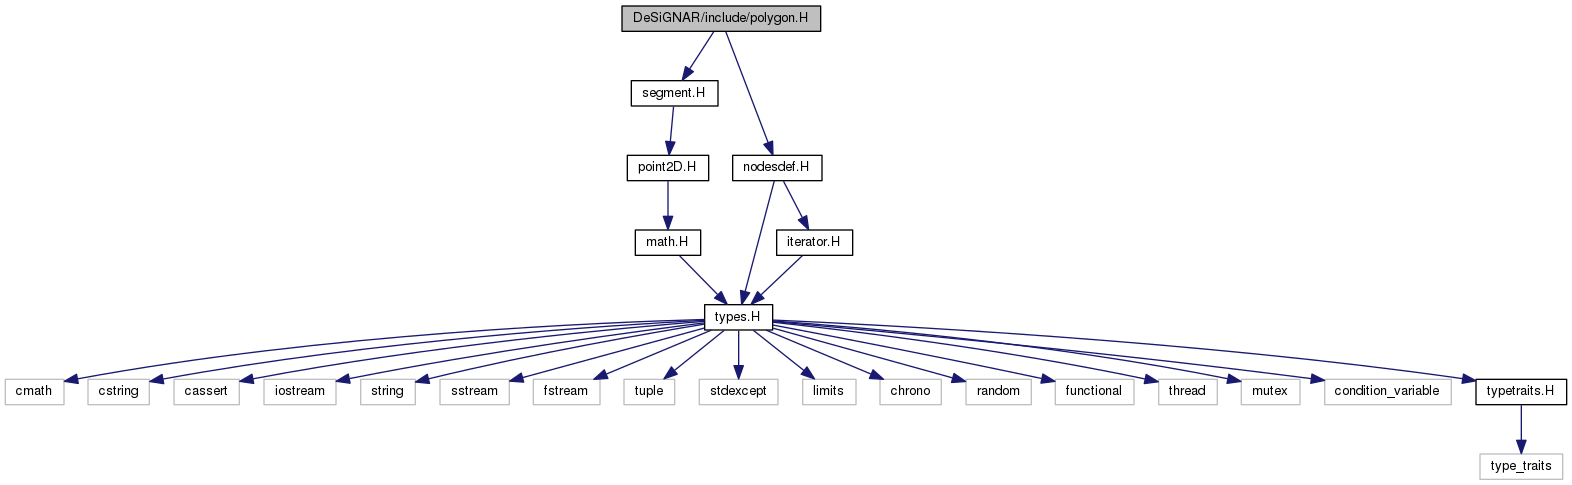 DeSiGNAR/include/polygon.H
segment.H
point2D.H
nodesdef.H
math.H
iterator.H
types.H
cmath
cstring
cassert
iostream
string
sstream
fstream
tuple
stdexcept
limits
chrono
random
functional
thread
mutex
condition_variable
typetraits.H
type_traits